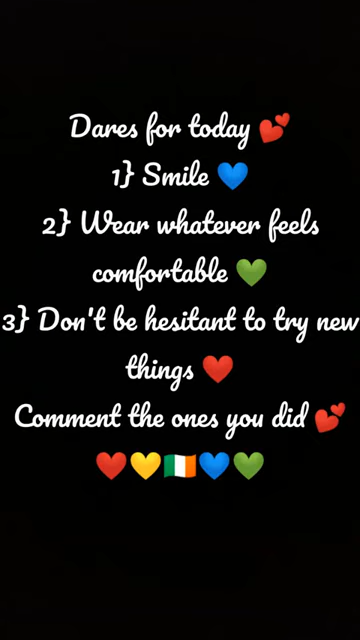 Dares for today 💕
1} Smile 💙
2} Wear whatever feels
comfortable 💚
3} Don't be hesitant to try new
things ❤️
Comment the ones you did 💕
❤️💛🇮🇪💙💚